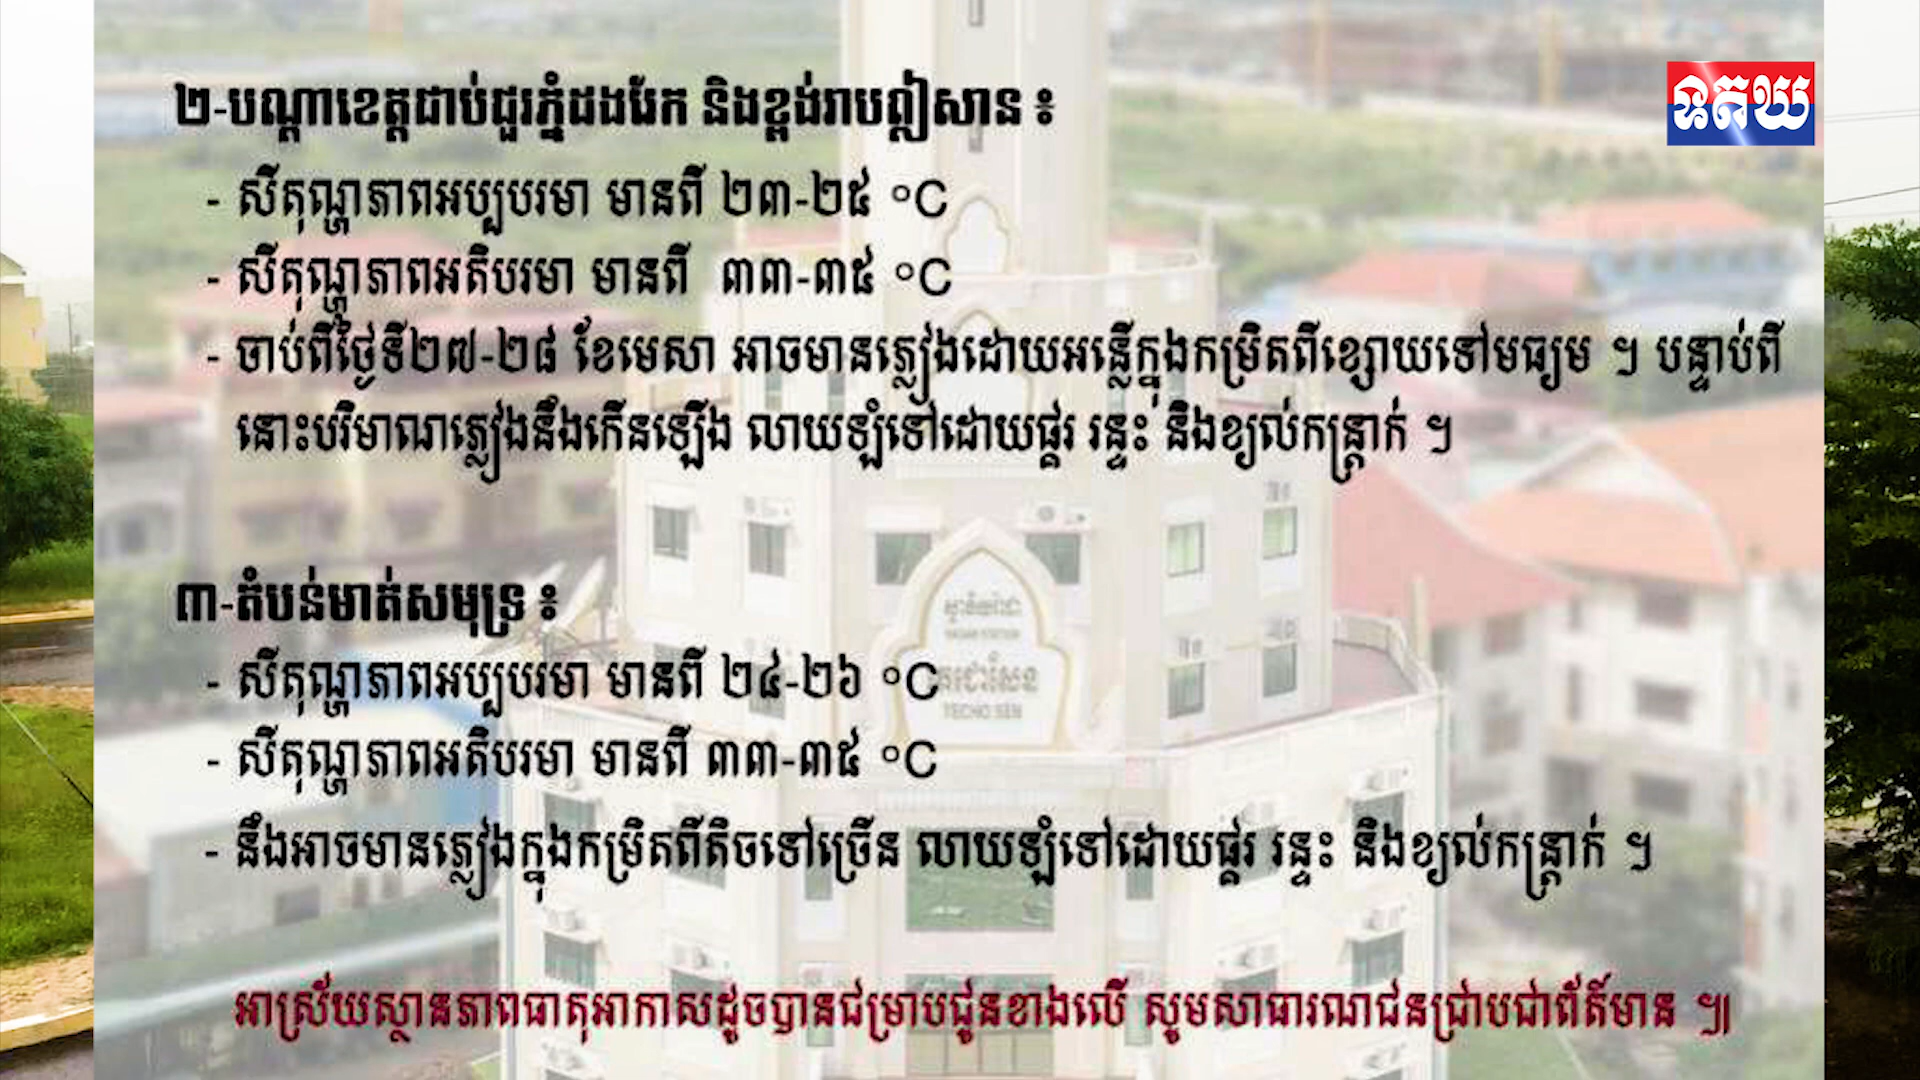 ឧតយ
២-បណ្តាខេត្តជាប់ជួរភ្នំដងរែក និងខ្ពង់រាបឦសាន ៖
- សីតុណ្ហភាពអប្បបរមា មានពី ២៣-២៥ °C
- សីតុណ្ហភាពអតិបរមា មានពី ៣៣-៣៥ °C
- ចាប់ពីថ្ងៃទី២៧-២៨ ខែមេសា អាចមានភ្លៀងដោយអន្លើក្នុងកម្រិតពីខ្សោយទៅមធ្យម ។ បន្ទាប់ពី
នោះបរិមាណភ្លៀងនឹងកើនឡើង លាយឡំទៅដោយផ្គរ រន្ទះ និងខ្យល់កន្ត្រាក់ ។
៣-តំបន់មាត់សមុទ្រ ៖
- សីតុណ្ហភាពអប្បបរមា មានពី ២៤-២៦ °C
- សីតុណ្ហភាពអតិបរមា មានពី ៣៣-៣៥ °C
- នឹងអាចមានភ្លៀងក្នុងកម្រិតពីតិចទៅច្រើន លាយឡំទៅដោយផ្គរ រន្ទះ និងខ្យល់កន្ត្រាក់ ។
អាស្រ័យស្ថានភាពធាតុអាកាសដូចបានជម្រាបជូនខាងលើ សូមសាធារណជនជ្រាបជាព័ត៌មាន ៕
TECHO SEN